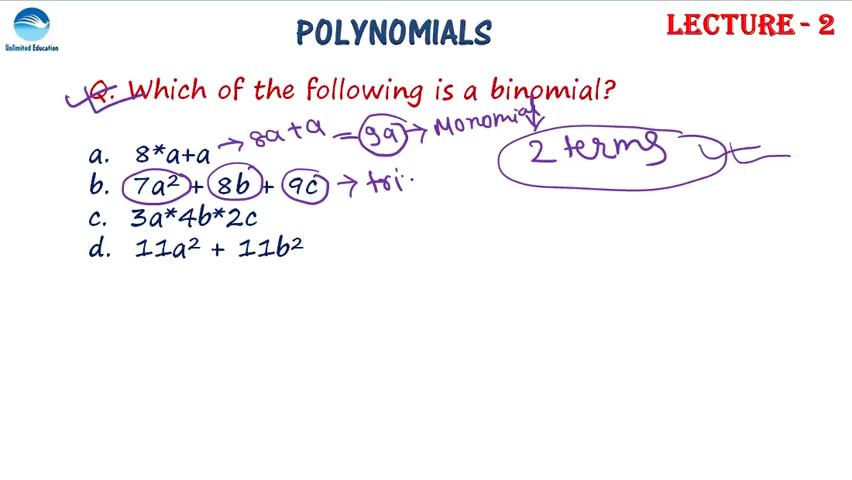 Unlimited Education
POLYNOMIALS
LECTURE - 2
Q. Which of the following is a binomial?
a. 8*a+a → 8a+a = 9a → Monomial
2 terms
b. 7a² + 8b + 9c → tri.
c. 3a*4b*2c
d. 11a² + 11b²